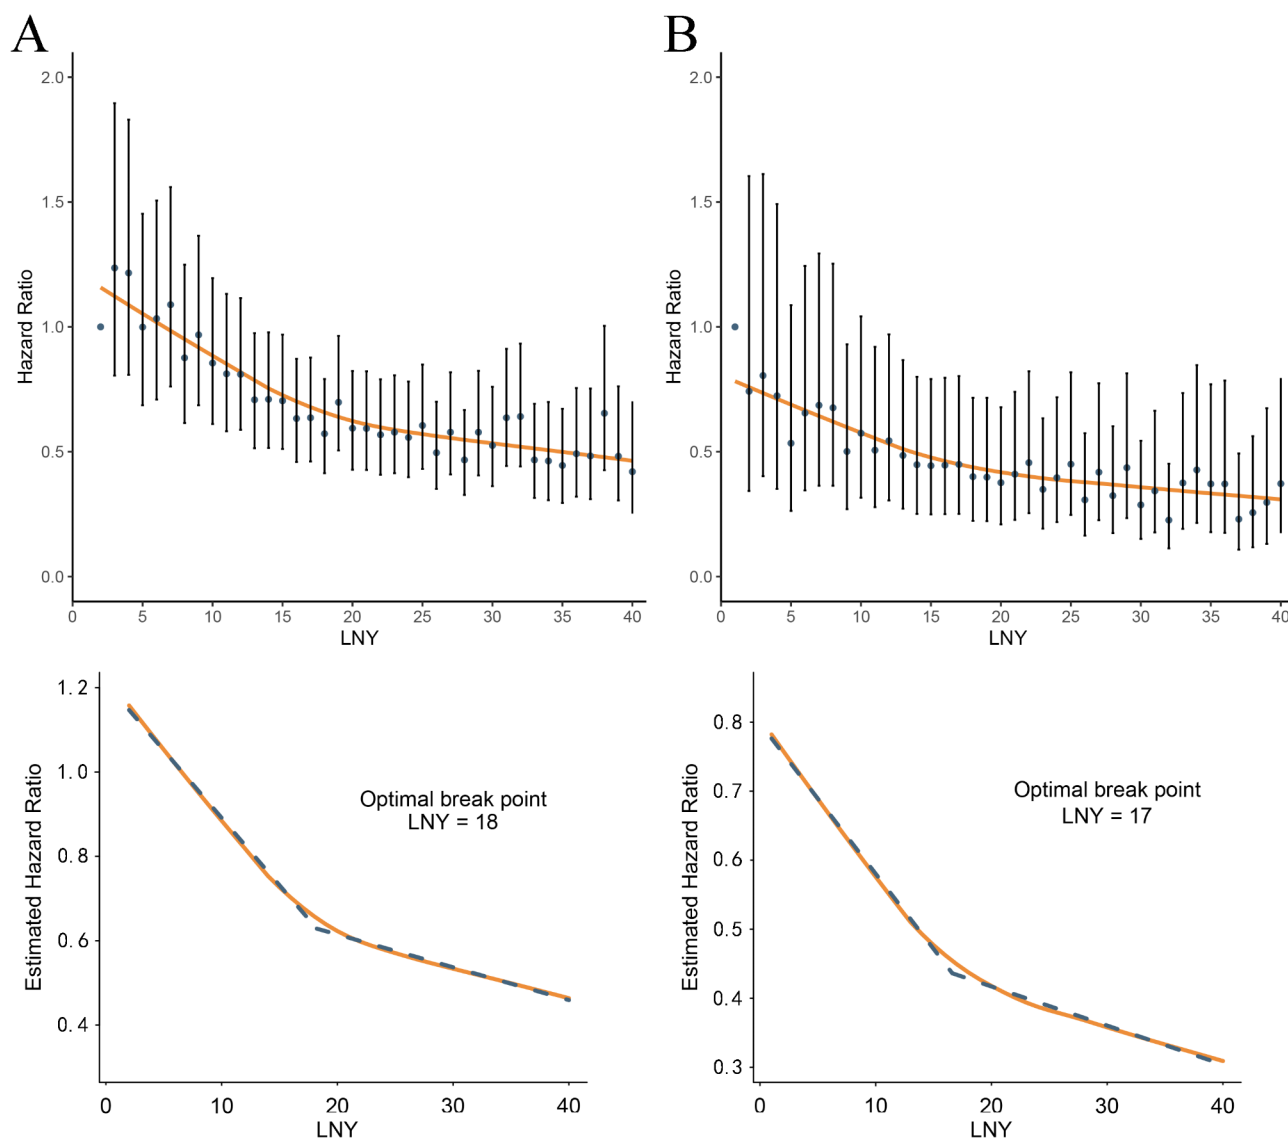 A
2.0
1.5
1.0
0.5
0.0
Hazard Ratio
0 5 10 15 20 25 30 35 40
LNY
B
2.0
1.5
1.0
0.5
0.0
Hazard Ratio
0 5 10 15 20 25 30 35 40
LNY
1.2
1.0
0.8
0.6
0.4
Estimated Hazard Ratio
Optimal break point
LNY = 18
0 10 20 30 40
LNY
0.8
0.7
0.6
0.5
0.4
0.3
Estimated Hazard Ratio
Optimal break point
LNY = 17
0 10 20 30 40
LNY